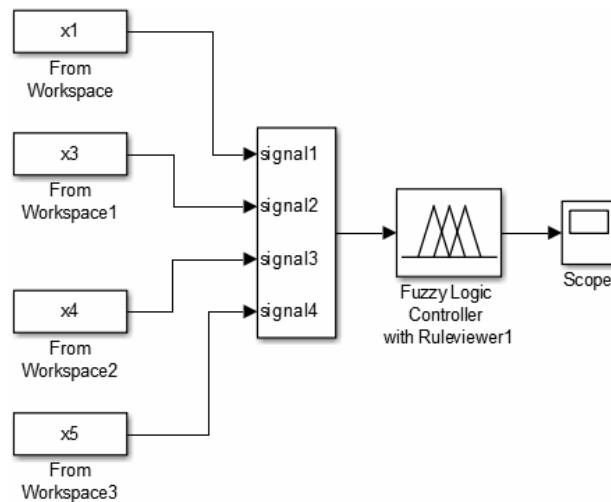 x1
From
Workspace
x3
From
Workspace1
x4
From
Workspace2
x5
From
Workspace3
signal1
signal2
signal3
signal4
Fuzzy Logic
Controller
with Ruleviewer1
Scope